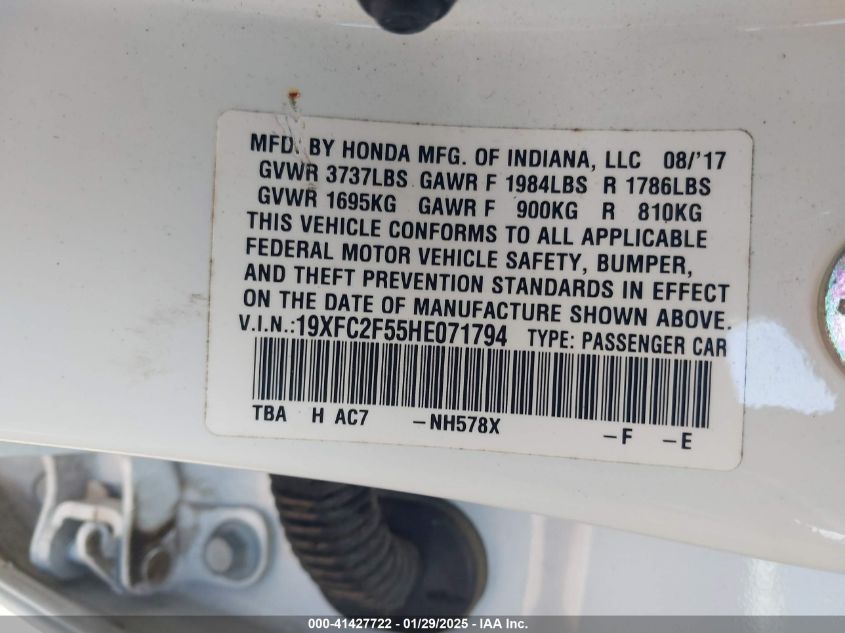 MFD. BY HONDA MFG. OF INDIANA, LLC 08/'17
GVWR 3737LBS GAWR F 1984LBS R 1786LBS
GVWR 1695KG GAWR F 900KG R 810KG
THIS VEHICLE CONFORMS TO ALL APPLICABLE
FEDERAL MOTOR VEHICLE SAFETY, BUMPER,
AND THEFT PREVENTION STANDARDS IN EFFECT
ON THE DATE OF MANUFACTURE SHOWN ABOVE.
V.I.N.:19XFC2F55HE071794 TYPE: PASSENGER CAR
TBA H AC7 -NH578X -F -E
000-41427722 - 01/29/2025 - IAA Inc.